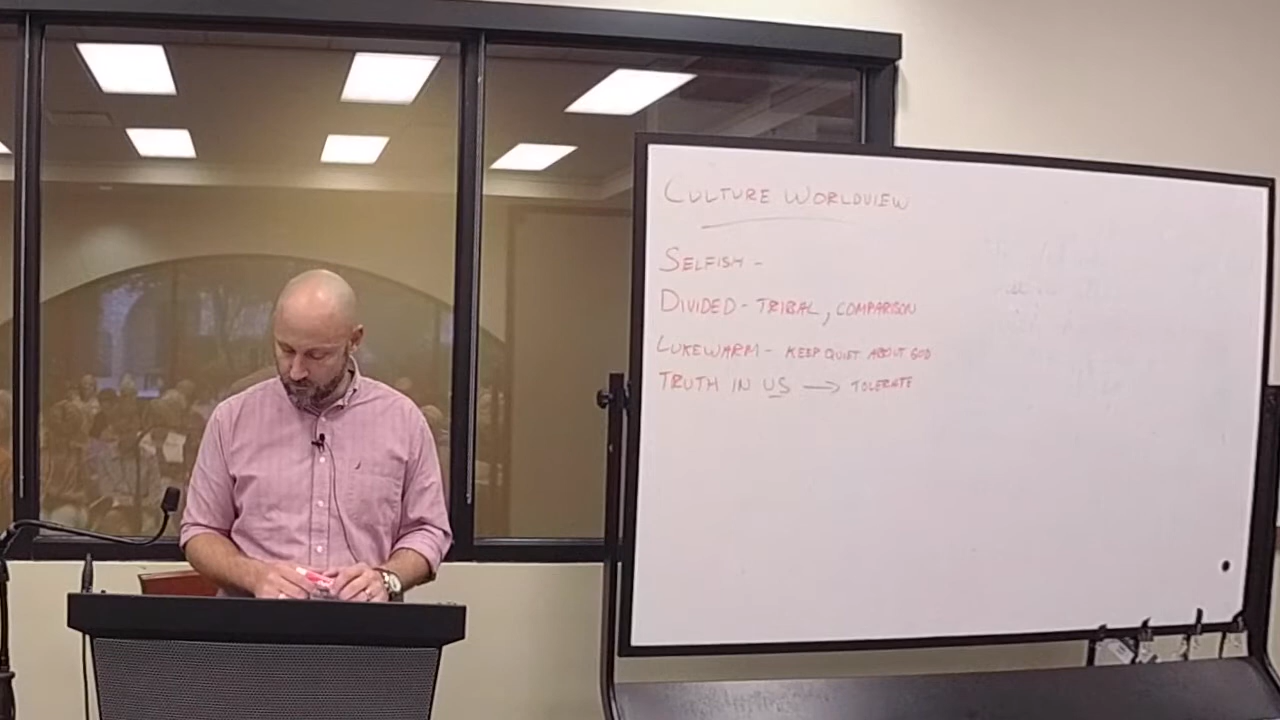 CULTURE WORLDVIEW
SELFISH -
DIVIDED - TRIBAL, COMPARISON
LUKEWARM - KEEP QUIET ABOUT GOD
TRUTH IN US → TOLERATE